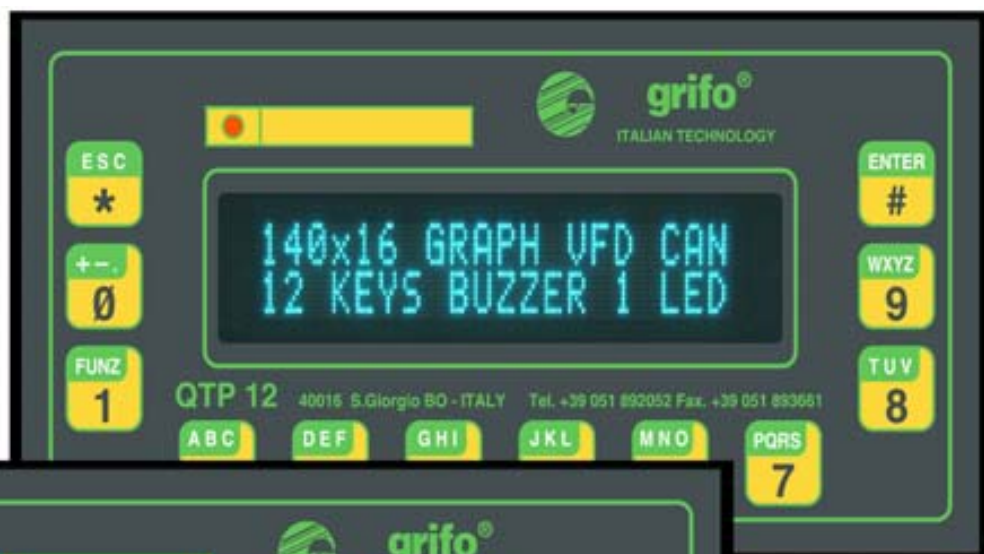 grifo®
ITALIAN TECHNOLOGY
ESC
*
ENTER
#
140x16 GRAPH VFD CAN
12 KEYS BUZZER 1 LED
+-.
0
WXYZ
9
FUNZ
1
TUV
8
QTP 12 40016 S.Giorgio BO - ITALY Tel. +39 051 892052 Fax. +39 051 893661
ABC DEF GHI JKL MNO PQRS
7
grifo®